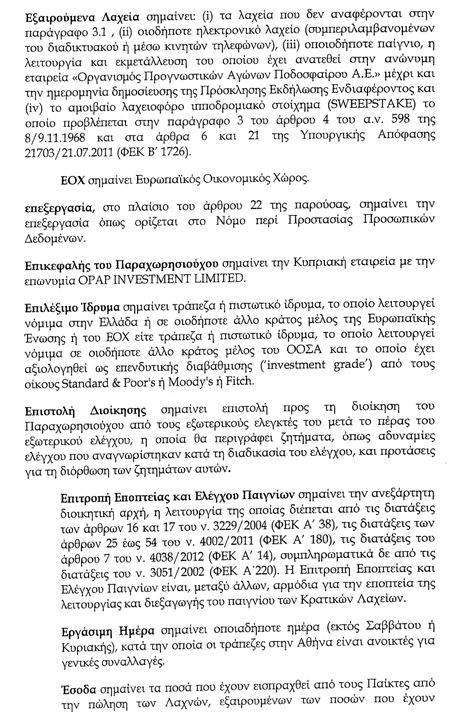 Εξαιρούμενα Λαχεία σημαίνει: (i) τα λαχεία που δεν αναφέρονται στην
παράγραφο 3.1 , (ii) οιοδήποτε ηλεκτρονικό λαχείο (συμπεριλαμβανομένων
του διαδικτυακού ή μέσω κινητών τηλεφώνων), (iii) οποιοδήποτε παίγνιο, η
λειτουργία και εκμετάλλευση του οποίου έχει ανατεθεί στην ανώνυμη
εταιρεία «Οργανισμός Προγνωστικών Αγώνων Ποδοσφαίρου Α.Ε.» μέχρι και
την ημερομηνία δημοσίευσης της Πρόσκλησης Εκδήλωσης Ενδιαφέροντος και
(iv) το αμοιβαίο λαχειοφόρο ιπποδρομιακό στοίχημα (SWEEPSTAKE) το
οποίο προβλέπεται στην παράγραφο 3 του άρθρου 4 του α.ν. 598 της
8/9.11.1968 και στα άρθρα 6 και 21 της Υπουργικής Απόφασης
21703/21.07.2011 (ΦΕΚ Β' 1726).
ΕΟΧ σημαίνει Ευρωπαϊκός Οικονομικός Χώρος.
επεξεργασία, στο πλαίσιο του άρθρου 22 της παρούσας, σημαίνει την
επεξεργασία όπως ορίζεται στο Νόμο περί Προστασίας Προσωπικών
Δεδομένων.
Επικεφαλής του Παραχωρησιούχου σημαίνει την Κυπριακή εταιρεία με την
επωνυμία OPAP INVESTMENT LIMITED.
Επιλέξιμο Ίδρυμα σημαίνει τράπεζα ή πιστωτικό ίδρυμα, το οποίο λειτουργεί
νόμιμα στην Ελλάδα ή σε οιοδήποτε άλλο κράτος μέλος της Ευρωπαϊκής
Ένωσης ή του ΕΟΧ είτε τράπεζα ή πιστωτικό ίδρυμα, το οποίο λειτουργεί
νόμιμα σε οιοδήποτε άλλο κράτος μέλος του ΟΟΣΑ και το οποίο έχει
αξιολογηθεί ως επενδυτικής διαβάθμισης ('investment grade') από τους
οίκους Standard & Poor's ή Moody's ή Fitch.
Επιστολή Διοίκησης σημαίνει επιστολή προς τη διοίκηση του
Παραχωρησιούχου από τους εξωτερικούς ελεγκτές του μετά το πέρας του
εξωτερικού ελέγχου, η οποία θα περιγράφει ζητήματα, όπως αδυναμίες
ελέγχου που αναγνωρίστηκαν κατά τη διαδικασία του ελέγχου, και προτάσεις
για τη διόρθωση των ζητημάτων αυτών.
Επιτροπή Εποπτείας και Ελέγχου Παιγνίων σημαίνει την ανεξάρτητη
διοικητική αρχή, η λειτουργία της οποίας διέπεται από τις διατάξεις
των άρθρων 16 και 17 του ν. 3229/2004 (ΦΕΚ Α' 38), τις διατάξεις των
άρθρων 25 έως 54 του ν. 4002/2011 (ΦΕΚ Α' 180), τις διατάξεις του
άρθρου 7 του ν. 4038/2012 (ΦΕΚ Α' 14), συμπληρωματικά δε από τις
διατάξεις του ν. 3051/2002 (ΦΕΚ Α΄220). Η Επιτροπή Εποπτείας και
Ελέγχου Παιγνίων είναι, μεταξύ άλλων, αρμόδια για την εποπτεία της
λειτουργίας και διεξαγωγής του παιγνίου των Κρατικών Λαχείων.
Εργάσιμη Ημέρα σημαίνει οποιαδήποτε ημέρα (εκτός Σαββάτου ή
Κυριακής), κατά την οποία οι τράπεζες στην Αθήνα είναι ανοικτές για
γενικές συναλλαγές.
Έσοδα σημαίνει τα ποσά που έχουν εισπραχθεί από τους Παίκτες από
την πώληση των Λαχνών, εξαιρουμένων των ποσών που έχουν